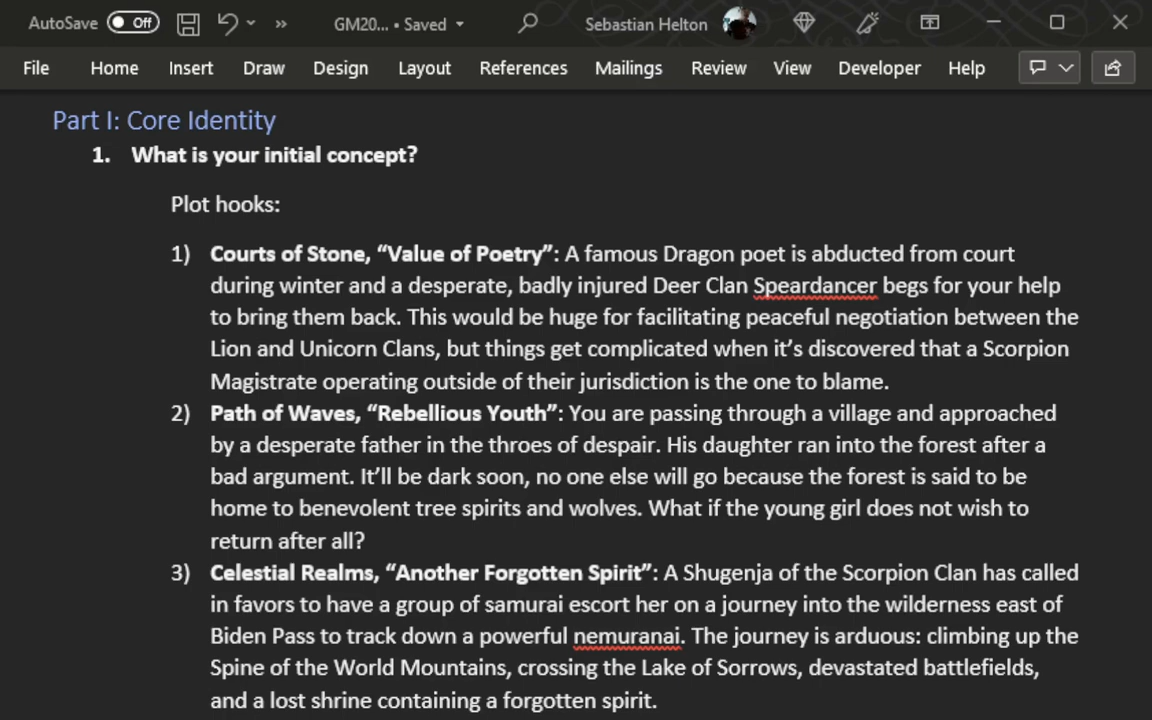 AutoSave Off GM20... • Saved Sebastian Helton
File Home Insert Draw Design Layout References Mailings Review View Developer Help
Part I: Core Identity
1. What is your initial concept?
Plot hooks:
1) Courts of Stone, “Value of Poetry”: A famous Dragon poet is abducted from court
during winter and a desperate, badly injured Deer Clan Speardancer begs for your help
to bring them back. This would be huge for facilitating peaceful negotiation between the
Lion and Unicorn Clans, but things get complicated when it’s discovered that a Scorpion
Magistrate operating outside of their jurisdiction is the one to blame.
2) Path of Waves, “Rebellious Youth”: You are passing through a village and approached
by a desperate father in the throes of despair. His daughter ran into the forest after a
bad argument. It’ll be dark soon, no one else will go because the forest is said to be
home to benevolent tree spirits and wolves. What if the young girl does not wish to
return after all?
3) Celestial Realms, “Another Forgotten Spirit”: A Shugenja of the Scorpion Clan has called
in favors to have a group of samurai escort her on a journey into the wilderness east of
Biden Pass to track down a powerful nemuranai. The journey is arduous: climbing up the
Spine of the World Mountains, crossing the Lake of Sorrows, devastated battlefields,
and a lost shrine containing a forgotten spirit.